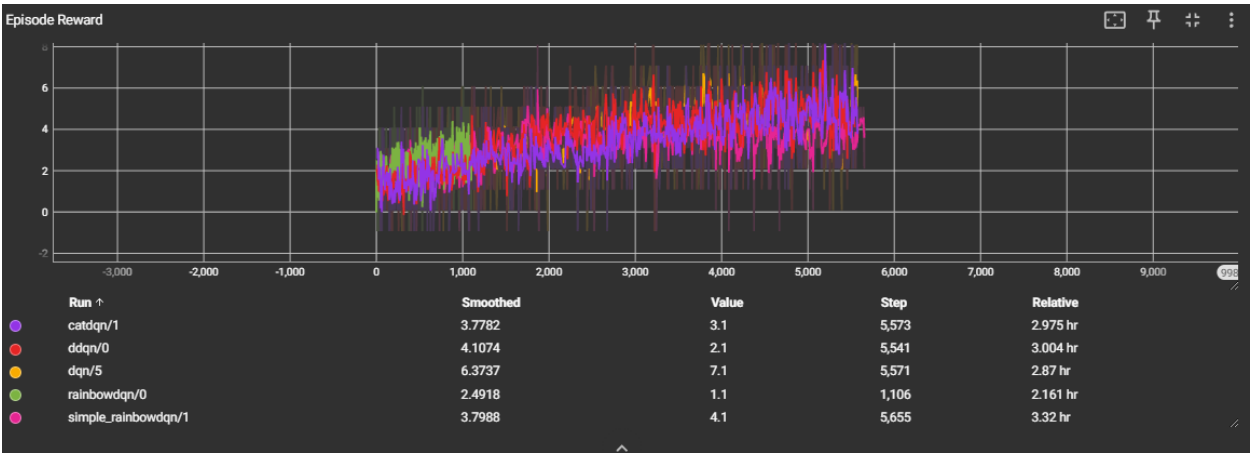 Episode Reward
8
6
4
2
0
-2
-3,000 -2,000 -1,000 0 1,000 2,000 3,000 4,000 5,000 6,000 7,000 8,000 9,000 998
Run ↑ Smoothed Value Step Relative
catdqn/1 3.7782 3.1 5,573 2.975 hr
ddqn/0 4.1074 2.1 5,541 3.004 hr
dqn/5 6.3737 7.1 5,571 2.87 hr
rainbowdqn/0 2.4918 1.1 1,106 2.161 hr
simple_rainbowdqn/1 3.7988 4.1 5,655 3.32 hr